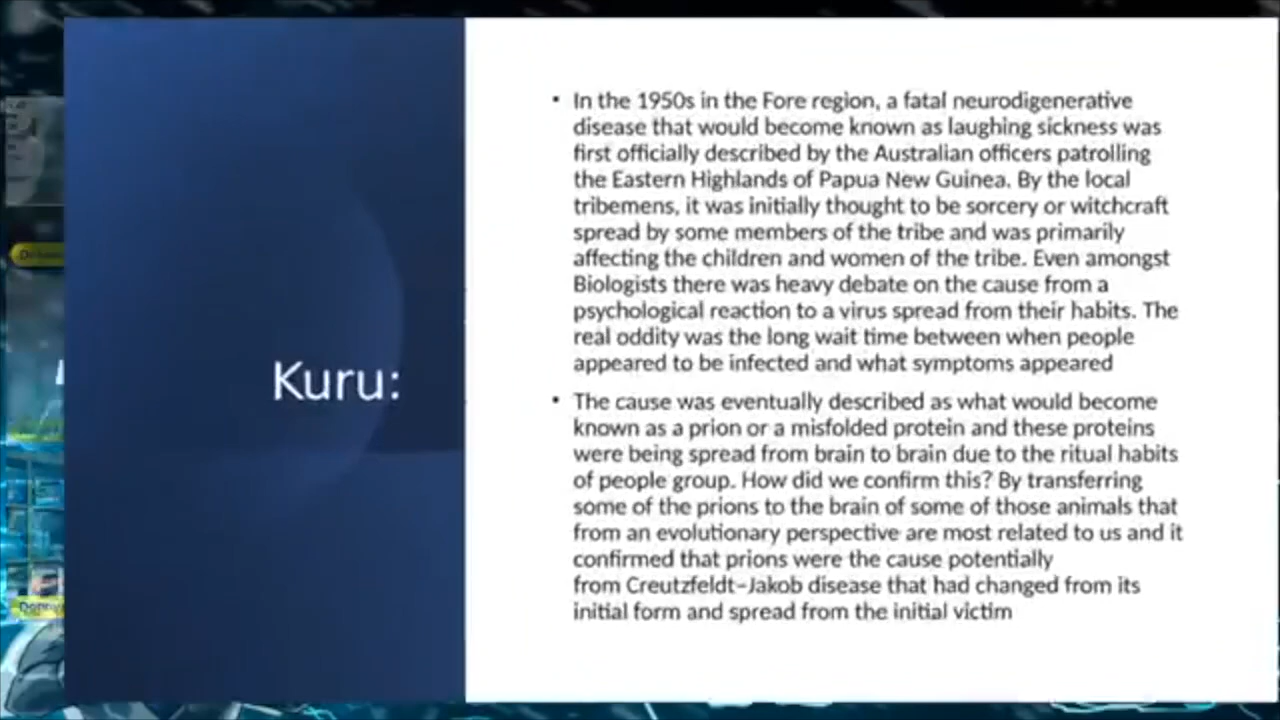 Kuru:
• In the 1950s in the Fore region, a fatal neurodigenerative
disease that would become known as laughing sickness was
first officially described by the Australian officers patrolling
the Eastern Highlands of Papua New Guinea. By the local
tribemens, it was initially thought to be sorcery or witchcraft
spread by some members of the tribe and was primarily
affecting the children and women of the tribe. Even amongst
Biologists there was heavy debate on the cause from a
psychological reaction to a virus spread from their habits. The
real oddity was the long wait time between when people
appeared to be infected and what symptoms appeared
• The cause was eventually described as what would become
known as a prion or a misfolded protein and these proteins
were being spread from brain to brain due to the ritual habits
of people group. How did we confirm this? By transferring
some of the prions to the brain of some of those animals that
from an evolutionary perspective are most related to us and it
confirmed that prions were the cause potentially
from Creutzfeldt–Jakob disease that had changed from its
initial form and spread from the initial victim